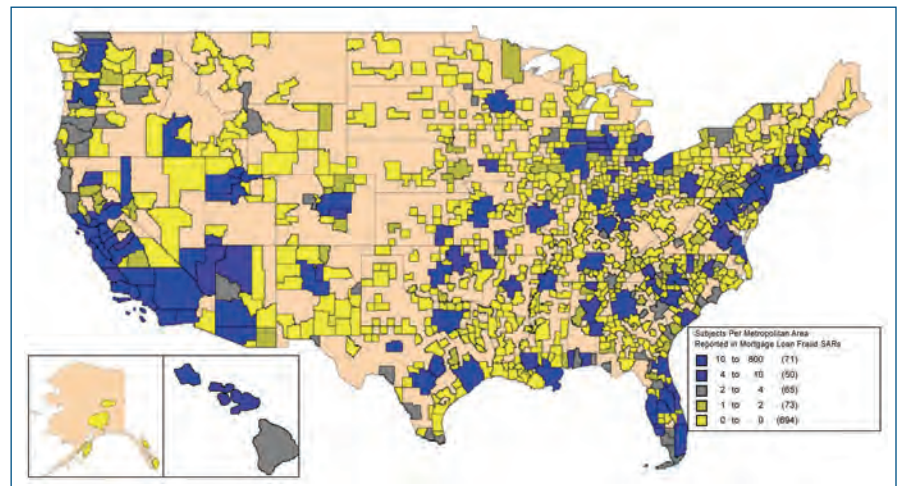 Subjects Per Metropolitan Area
Reported in Mortgage Loan Fraud SARs
10 to 800 (71)
4 to 10 (50)
2 to 4 (65)
1 to 2 (73)
0 to 0 (694)